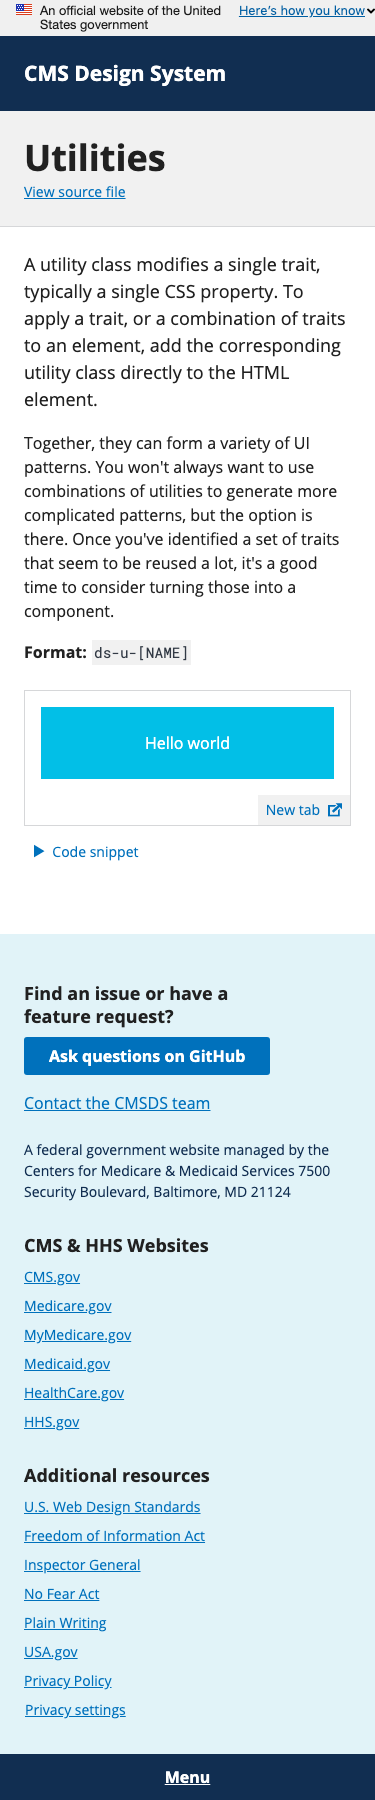 An official website of the United
States government
Here's how you know
CMS Design System
Utilities
View source file
A utility class modifies a single trait,
typically a single CSS property. To
apply a trait, or a combination of traits
to an element, add the corresponding
utility class directly to the HTML
element.
Together, they can form a variety of UI
patterns. You won't always want to use
combinations of utilities to generate more
complicated patterns, but the option is
there. Once you've identified a set of traits
that seem to be reused a lot, it's a good
time to consider turning those into a
component.
Format: ds-u-[NAME]
Hello world
New tab
Code snippet
Find an issue or have a
feature request?
Ask questions on GitHub
Contact the CMSDS team
A federal government website managed by the
Centers for Medicare & Medicaid Services 7500
Security Boulevard, Baltimore, MD 21124
CMS & HHS Websites
CMS.gov
Medicare.gov
MyMedicare.gov
Medicaid.gov
HealthCare.gov
HHS.gov
Additional resources
U.S. Web Design Standards
Freedom of Information Act
Inspector General
No Fear Act
Plain Writing
USA.gov
Privacy Policy
Privacy settings
Menu